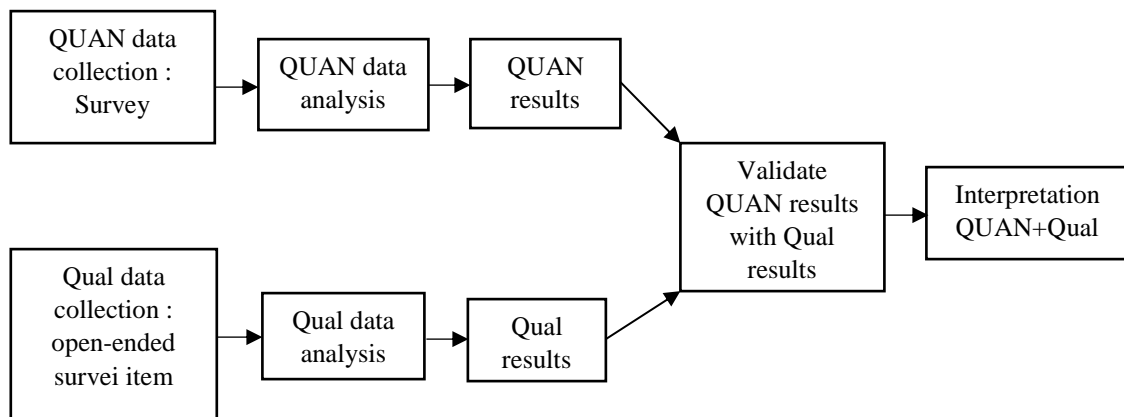 QUAN data
collection :
Survey
QUAN data
analysis
QUAN
results
Validate
QUAN results
with Qual
results
Interpretation
QUAN+Qual
Qual data
collection :
open-ended
survei item
Qual data
analysis
Qual
results